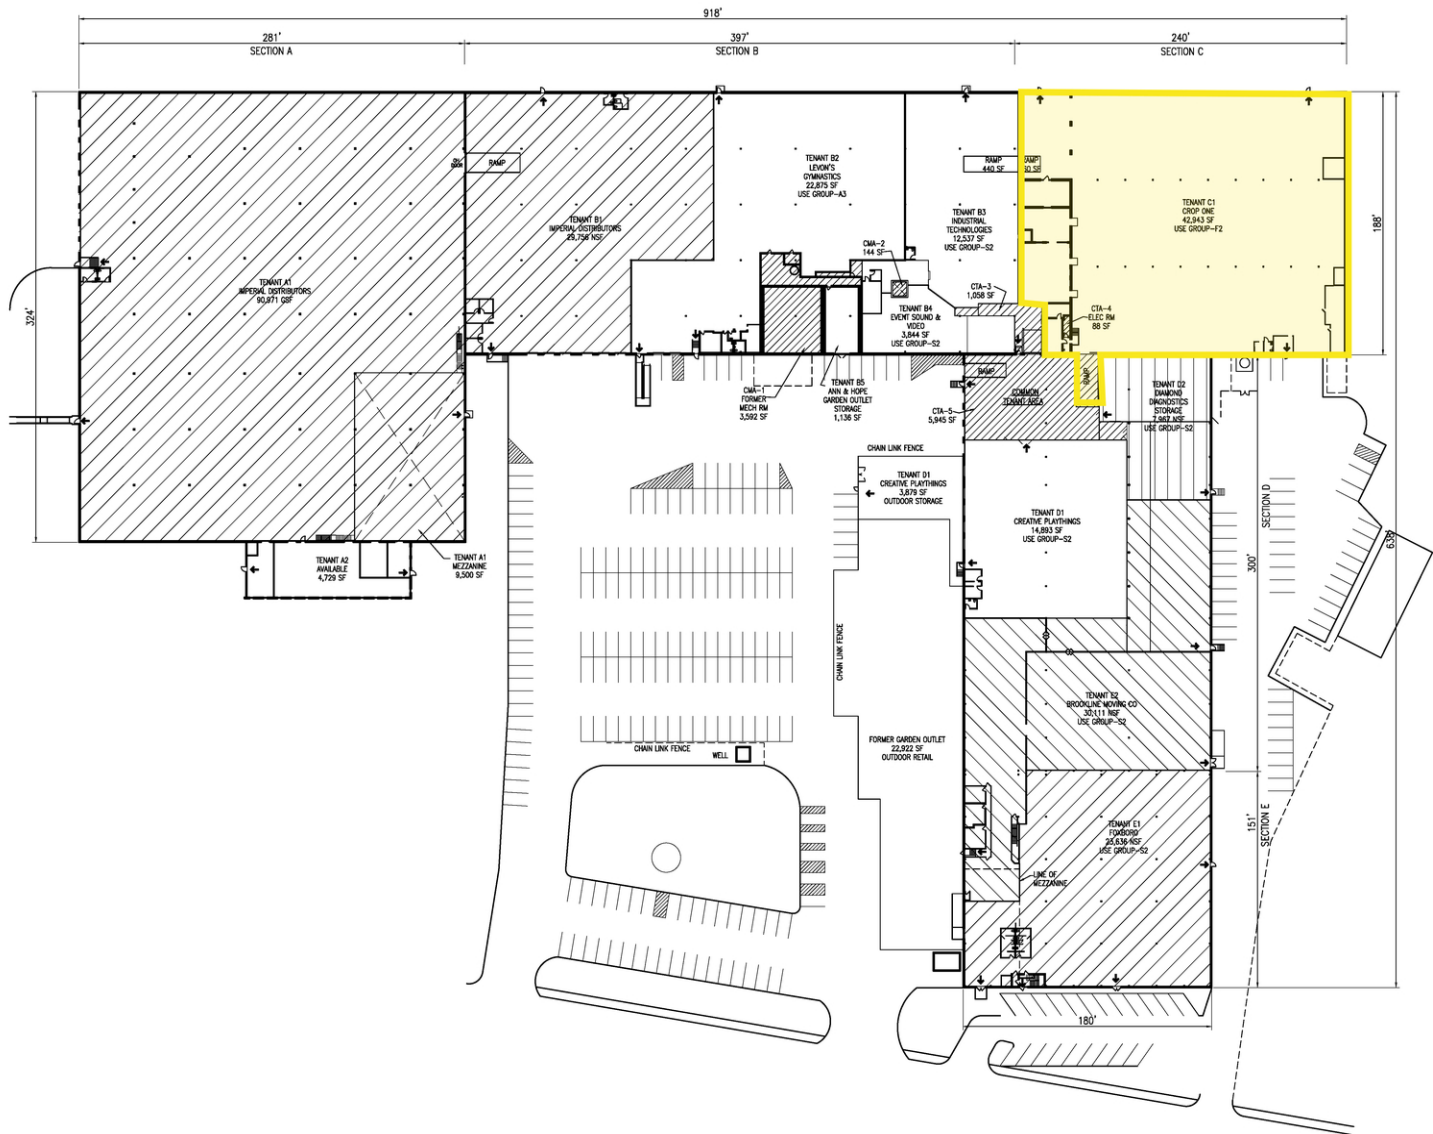 918'
281'
SECTION A
397'
SECTION B
240'
SECTION C
324'
188'
OH
DOOR
RAMP
TENANT B1
IMPERIAL DISTRIBUTORS
29,756 NSF
TENANT B2
LEVON'S
GYMNASTICS
22,875 SF
USE GROUP-A3
RAMP
440 SF
RAMP
60 SF
TENANT B3
INDUSTRIAL
TECHNOLOGIES
12,537 SF
USE GROUP-S2
TENANT C1
CROP ONE
42,943 SF
USE GROUP-F2
CMA-2
144 SF
CTA-3
1,058 SF
TENANT A1
IMPERIAL DISTRIBUTORS
90,971 GSF
TENANT B4
EVENT SOUND &
VIDEO
3,844 SF
USE GROUP-S2
CTA-4
ELEC RM
88 SF
CMA-1
FORMER
MECH RM
3,592 SF
TENANT B5
ANN & HOPE
GARDEN OUTLET
STORAGE
1,136 SF
RAMP
COMMON
TENANT AREA
RAMP
CTA-5
5,945 SF
TENANT D2
DIAMOND
DIAGNOSTICS
STORAGE
7,967 NSF
USE GROUP-S2
CHAIN LINK FENCE
TENANT D1
CREATIVE PLAYTHINGS
3,879 SF
OUTDOOR STORAGE
TENANT D1
CREATIVE PLAYTHINGS
14,893 SF
USE GROUP-S2
SECTION D
300'
638'
TENANT A2
AVAILABLE
4,729 SF
TENANT A1
MEZZANINE
9,500 SF
CHAIN LINK FENCE
TENANT E2
BROOKLINE MOVING CO
30,111 NSF
USE GROUP-S2
FORMER GARDEN OUTLET
22,922 SF
OUTDOOR RETAIL
CHAIN LINK FENCE
WELL
TENANT E1
FOXBORO
23,636 NSF
USE GROUP-S2
151'
SECTION E
LINE OF
MEZZANINE
180'